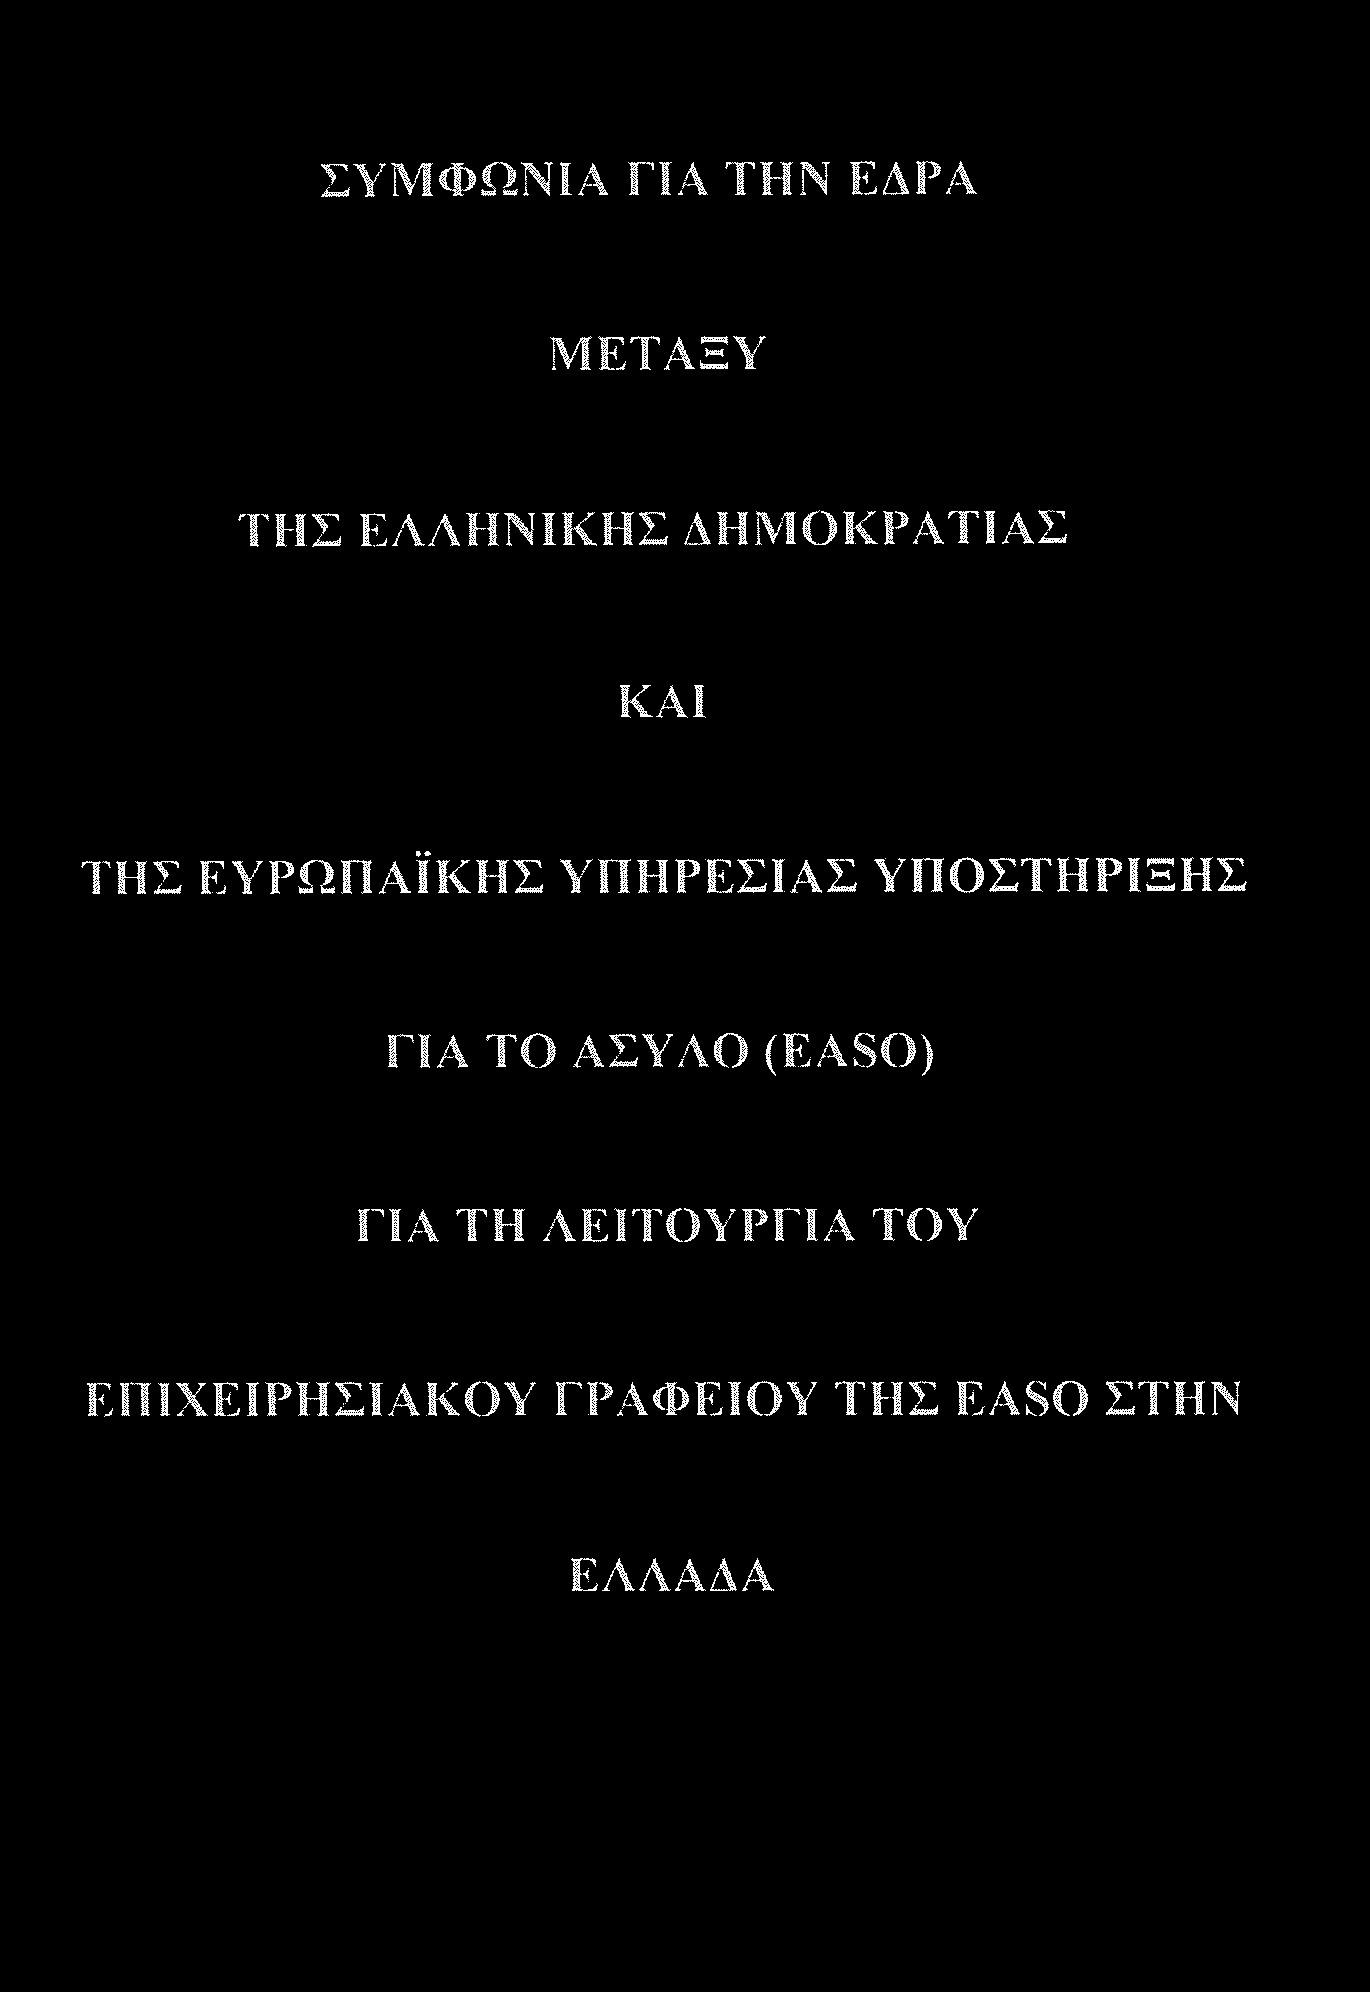 ΣΥΜΦΩΝΙΑ ΓΙΑ ΤΗΝ ΕΔΡΑ
ΜΕΤΑΞΥ
ΤΗΣ ΕΛΛΗΝΙΚΗΣ ΔΗΜΟΚΡΑΤΙΑΣ
ΚΑΙ
ΤΗΣ ΕΥΡΩΠΑΪΚΗΣ ΥΠΗΡΕΣΙΑΣ ΥΠΟΣΤΗΡΙΞΗΣ
ΓΙΑ ΤΟ ΑΣΥΛΟ (EASO)
ΓΙΑ ΤΗ ΛΕΙΤΟΥΡΓΙΑ ΤΟΥ
ΕΠΙΧΕΙΡΗΣΙΑΚΟΥ ΓΡΑΦΕΙΟΥ ΤΗΣ EASO ΣΤΗΝ
ΕΛΛΑΔΑ